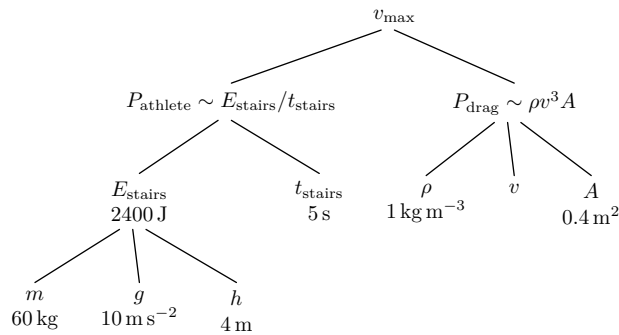 v_max
P_athlete ∼ E_stairs/t_stairs
P_drag ∼ ρv³A
E_stairs
2400 J
t_stairs
5 s
ρ
1 kg m⁻³
v
A
0.4 m²
m
60 kg
g
10 m s⁻²
h
4 m